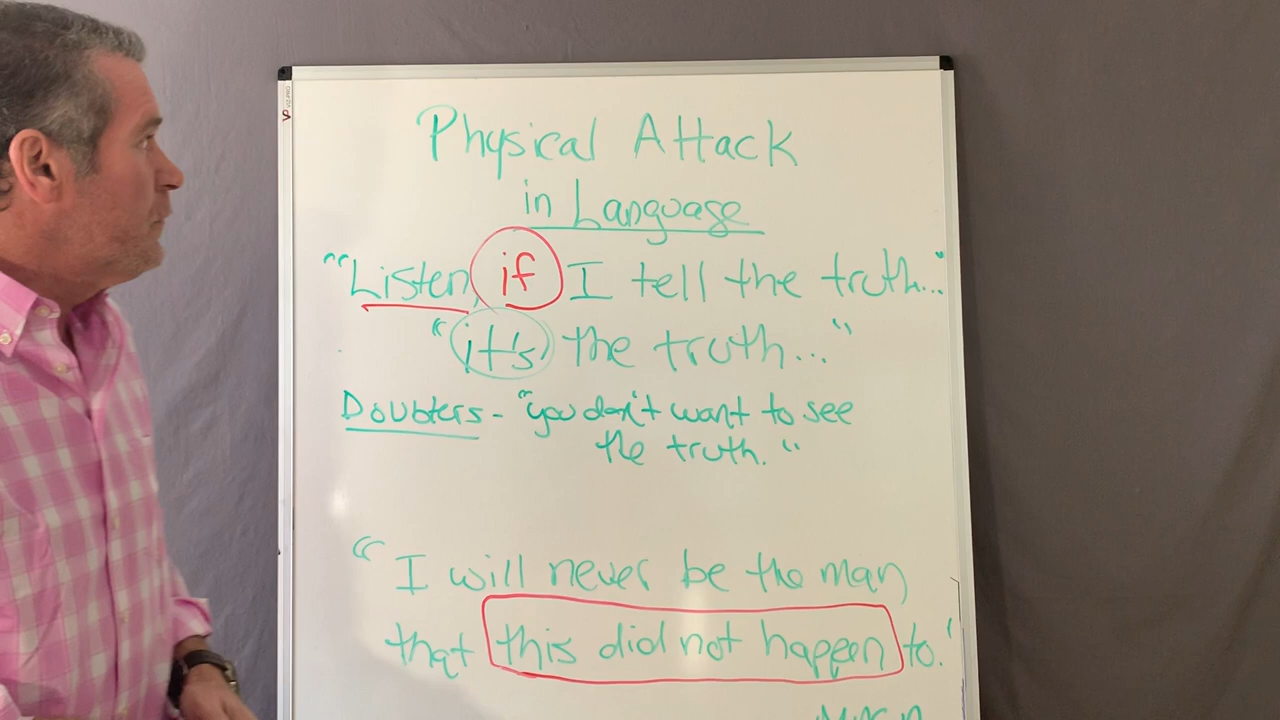 Physical Attack
in Language
"Listen, if I tell the truth..."
"it's the truth..."
Doubters - "you don't want to see
the truth."
"I will never be the man
that this did not happen to."